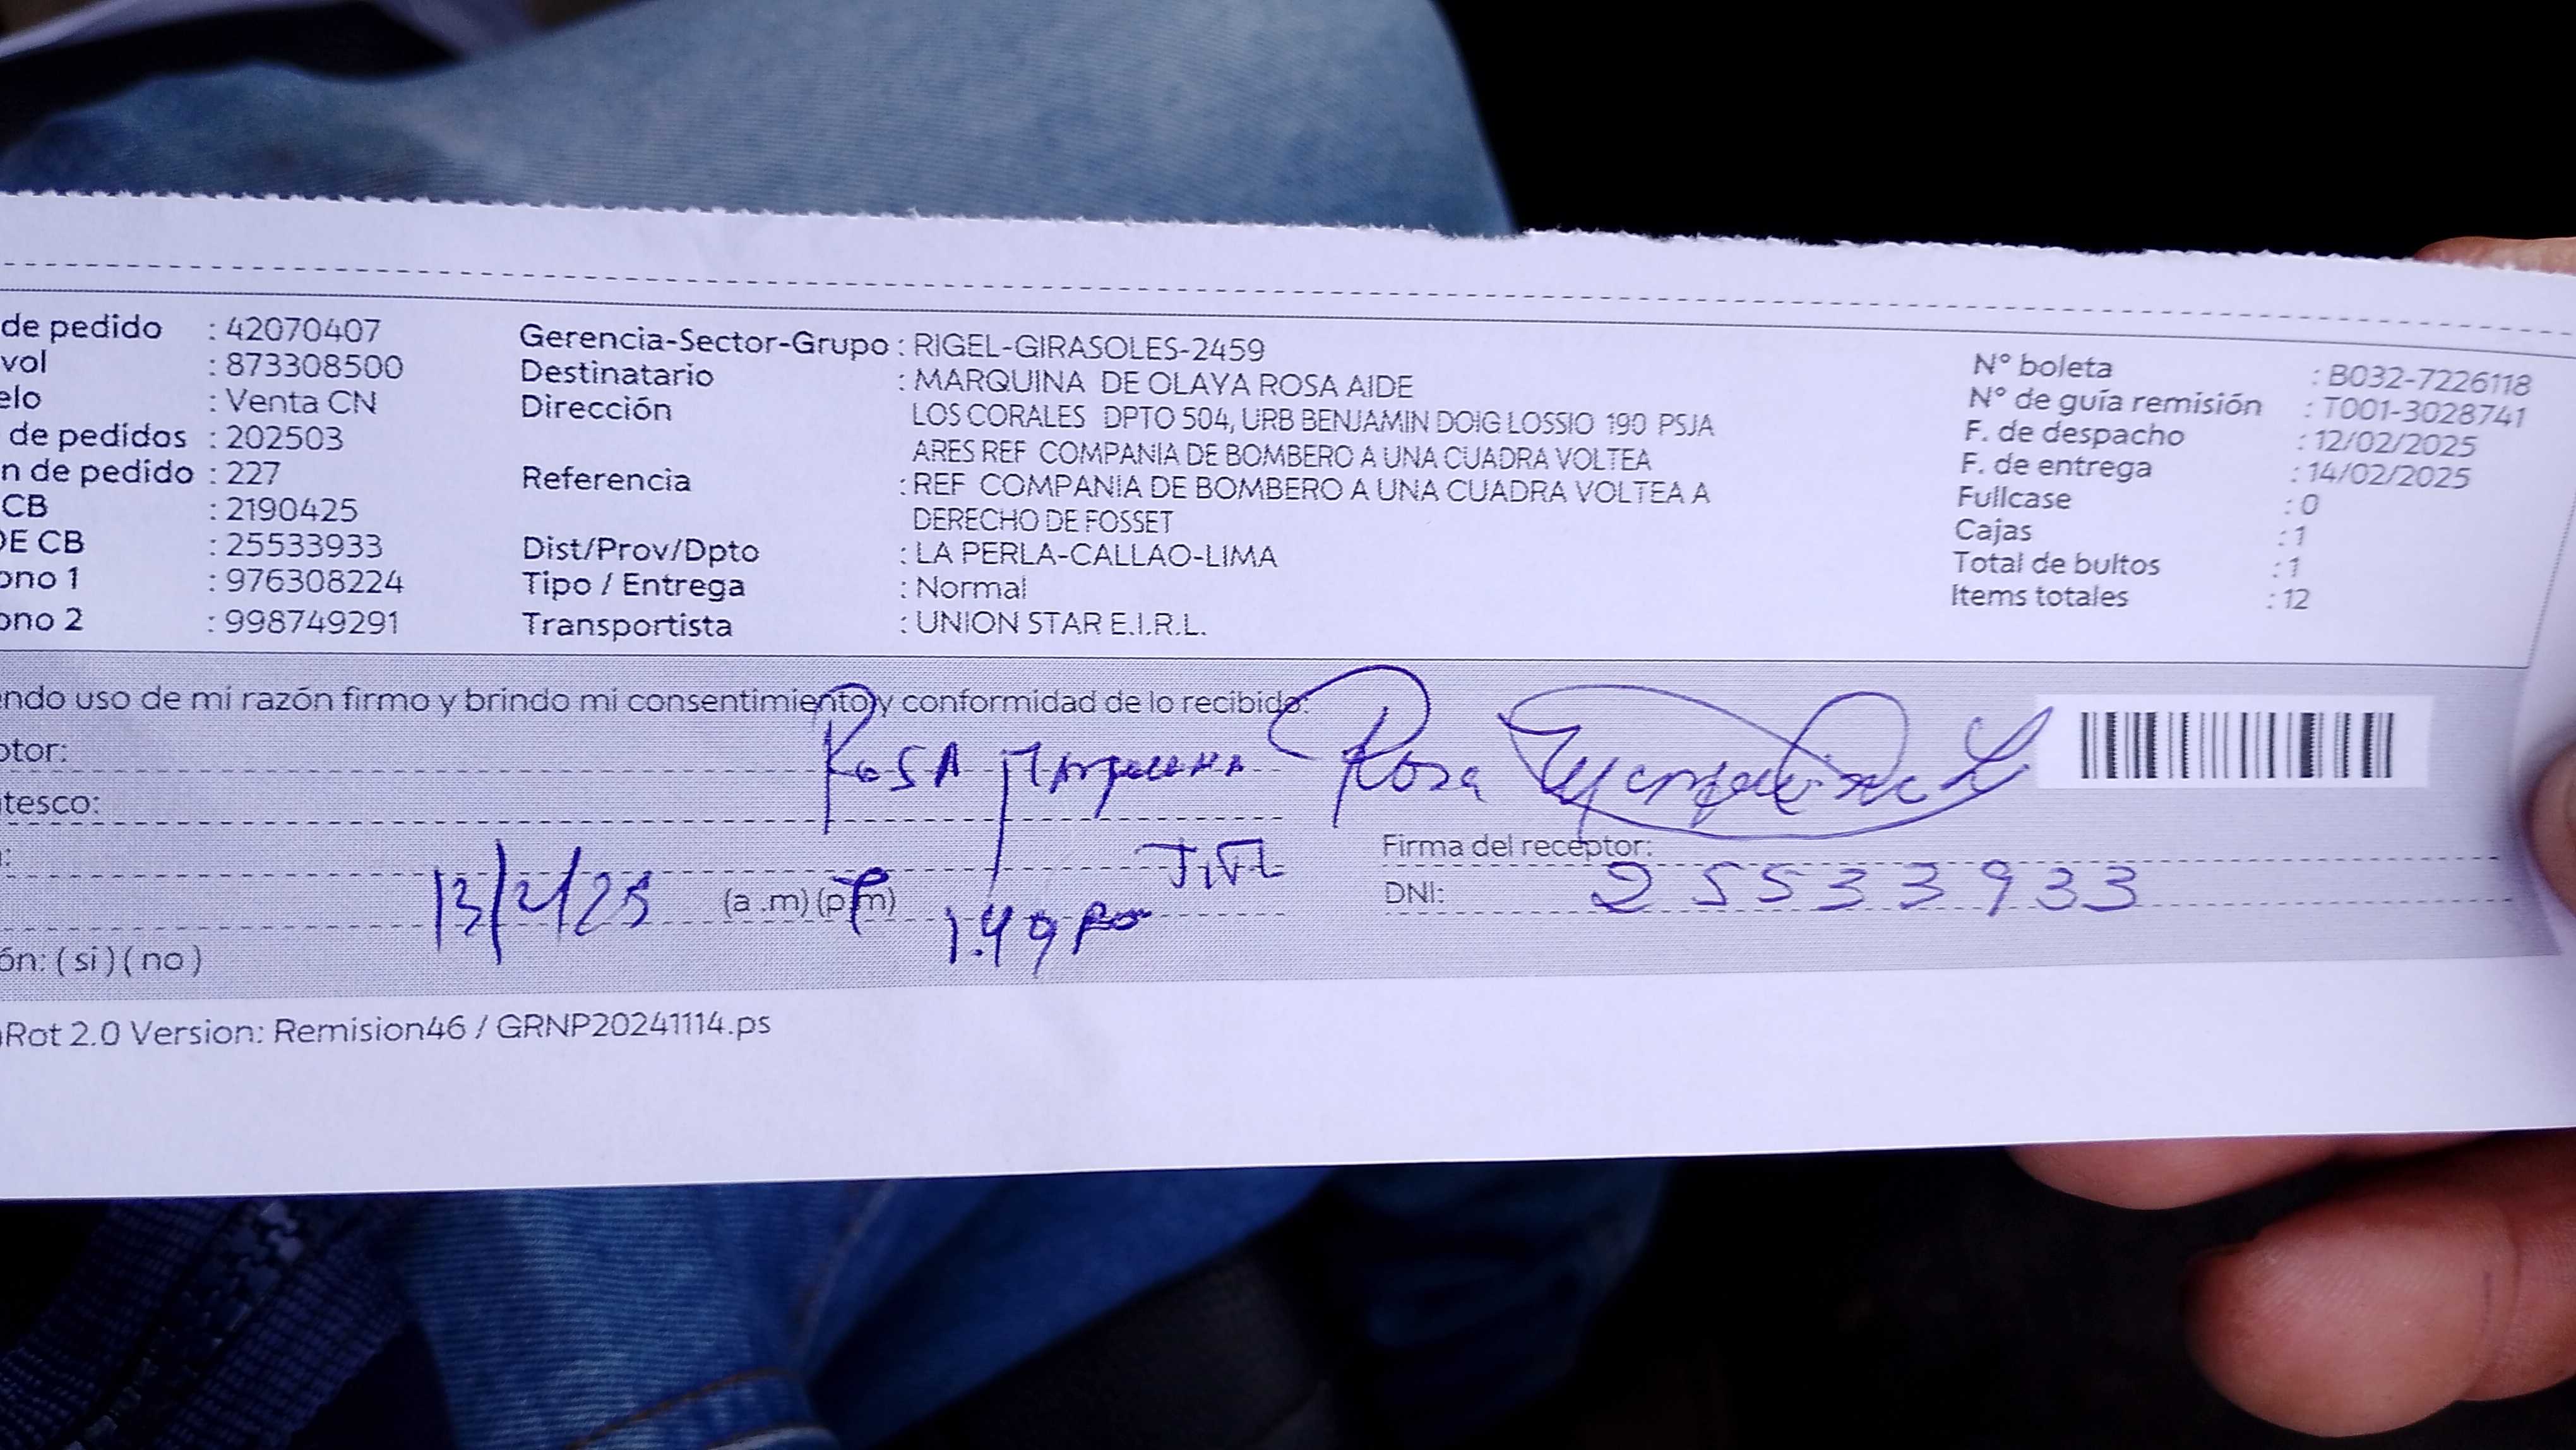 de pedido : 42070407
vol : 873308500
elo : Venta CN
de pedidos : 202503
n de pedido : 227
CB : 2190425
DE CB : 25533933
ono 1 : 976308224
ono 2 : 998749291
Gerencia-Sector-Grupo : RIGEL-GIRASOLES-2459
Destinatario : MARQUINA DE OLAYA ROSA AIDE
Dirección LOS CORALES DPTO 504, URB BENJAMIN DOIG LOSSIO 190 PSJA
ARES REF COMPANIA DE BOMBERO A UNA CUADRA VOLTEA
Referencia : REF COMPANIA DE BOMBERO A UNA CUADRA VOLTEA A
DERECHO DE FOSSET
Dist/Prov/Dpto : LA PERLA-CALLAO-LIMA
Tipo / Entrega : Normal
Transportista : UNION STAR E.I.R.L.
N° boleta : B032-7226118
N° de guía remisión : T001-3028741
F. de despacho : 12/02/2025
F. de entrega : 14/02/2025
Fullcase : 0
Cajas : 1
Total de bultos : 1
Items totales : 12
endo uso de mi razón firmo y brindo mi consentimiento y conformidad de lo recibido:
ptor: Rosa Marquina
tesco:
Rosa Marquina
Firma del receptor:
13/2/25 (a .m) (p.m) 1.49
DNI: 25533933
ón: ( si ) ( no )
Rot 2.0 Version: Remision46 / GRNP20241114.ps